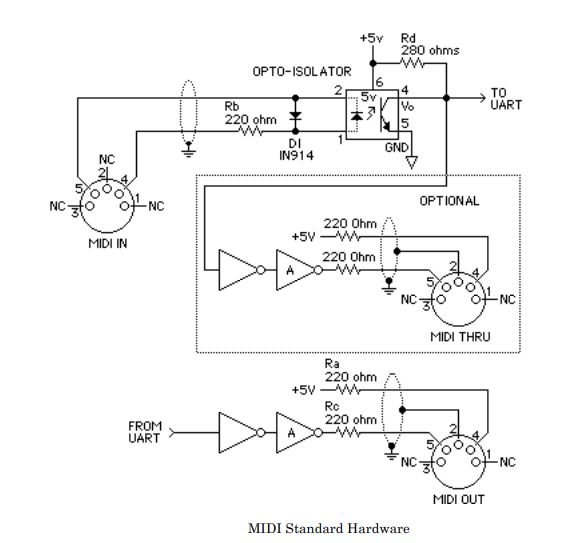 +5v
Rd
280 ohms
OPTO-ISOLATOR
6
2
5v
4
TO
UART
Vo
Rb
220 ohm
1
5
DI
IN914
GND
NC
2
5
4
NC
3
1
NC
MIDI IN
OPTIONAL
220 Ohm
+5V
220 Ohm
A
2
5
4
NC
3
1
NC
MIDI THRU
Ra
220 ohm
+5V
Rc
220 ohm
FROM
UART
A
2
5
4
NC
3
1
NC
MIDI OUT
MIDI Standard Hardware